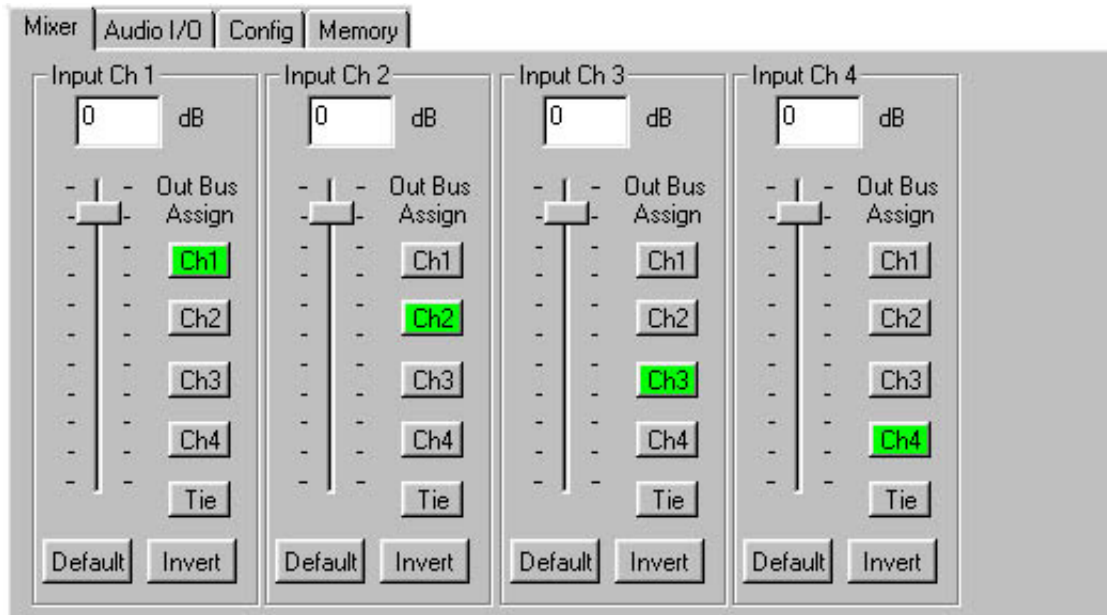 Mixer Audio I/O Config Memory
Input Ch 1 Input Ch 2 Input Ch 3 Input Ch 4
0 dB 0 dB 0 dB 0 dB
Out Bus Out Bus Out Bus Out Bus
Assign Assign Assign Assign
Ch1 Ch1 Ch1 Ch1
Ch2 Ch2 Ch2 Ch2
Ch3 Ch3 Ch3 Ch3
Ch4 Ch4 Ch4 Ch4
Tie Tie Tie Tie
Default Invert Default Invert Default Invert Default Invert